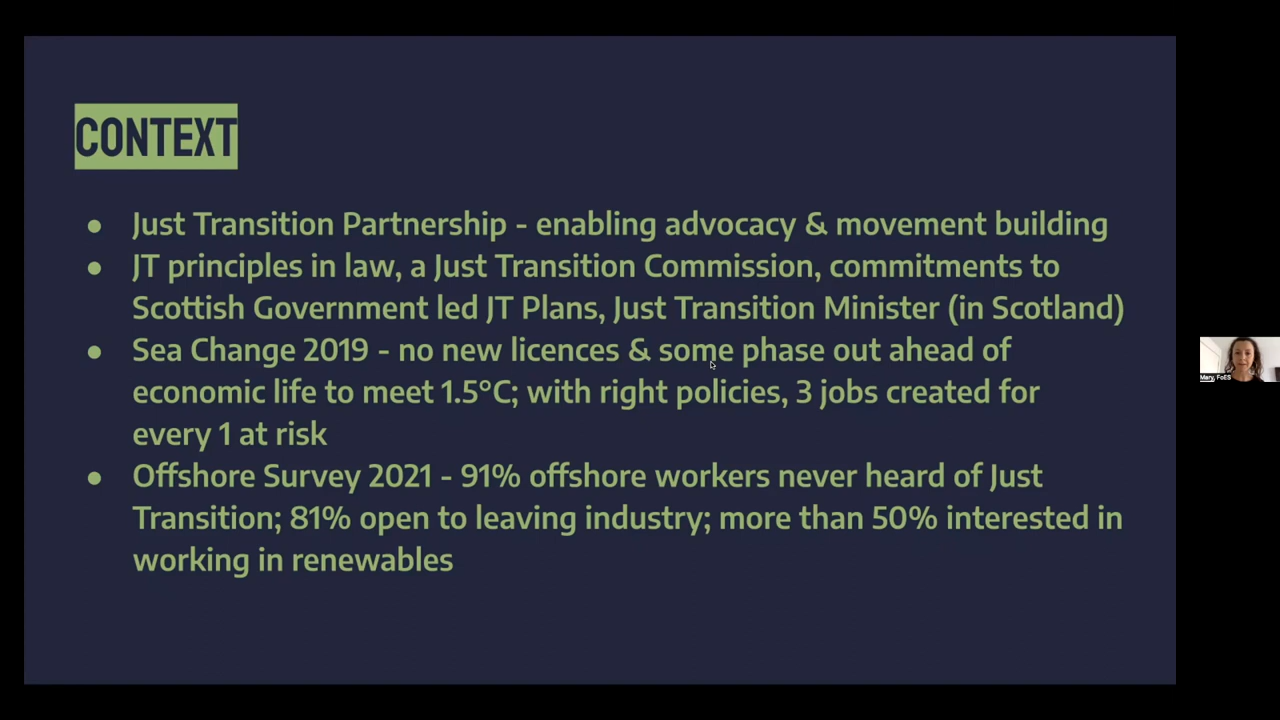 CONTEXT
● Just Transition Partnership - enabling advocacy & movement building
● JT principles in law, a Just Transition Commission, commitments to
Scottish Government led JT Plans, Just Transition Minister (in Scotland)
● Sea Change 2019 - no new licences & some phase out ahead of
economic life to meet 1.5°C; with right policies, 3 jobs created for
every 1 at risk
● Offshore Survey 2021 - 91% offshore workers never heard of Just
Transition; 81% open to leaving industry; more than 50% interested in
working in renewables
Mary, FoES